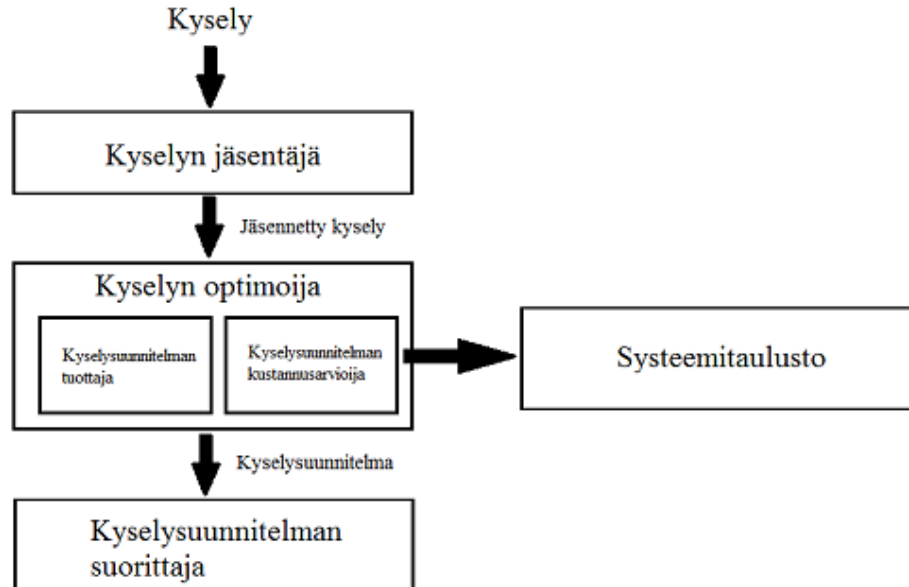 Kysely
Kyselyn jäsentäjä
Jäsennetty kysely
Kyselyn optimoija
Kyselysuunnitelman
tuottaja
Kyselysuunnitelman
kustannusarvioija
Systeemitaulusto
Kyselysuunnitelma
Kyselysuunnitelman
suorittaja